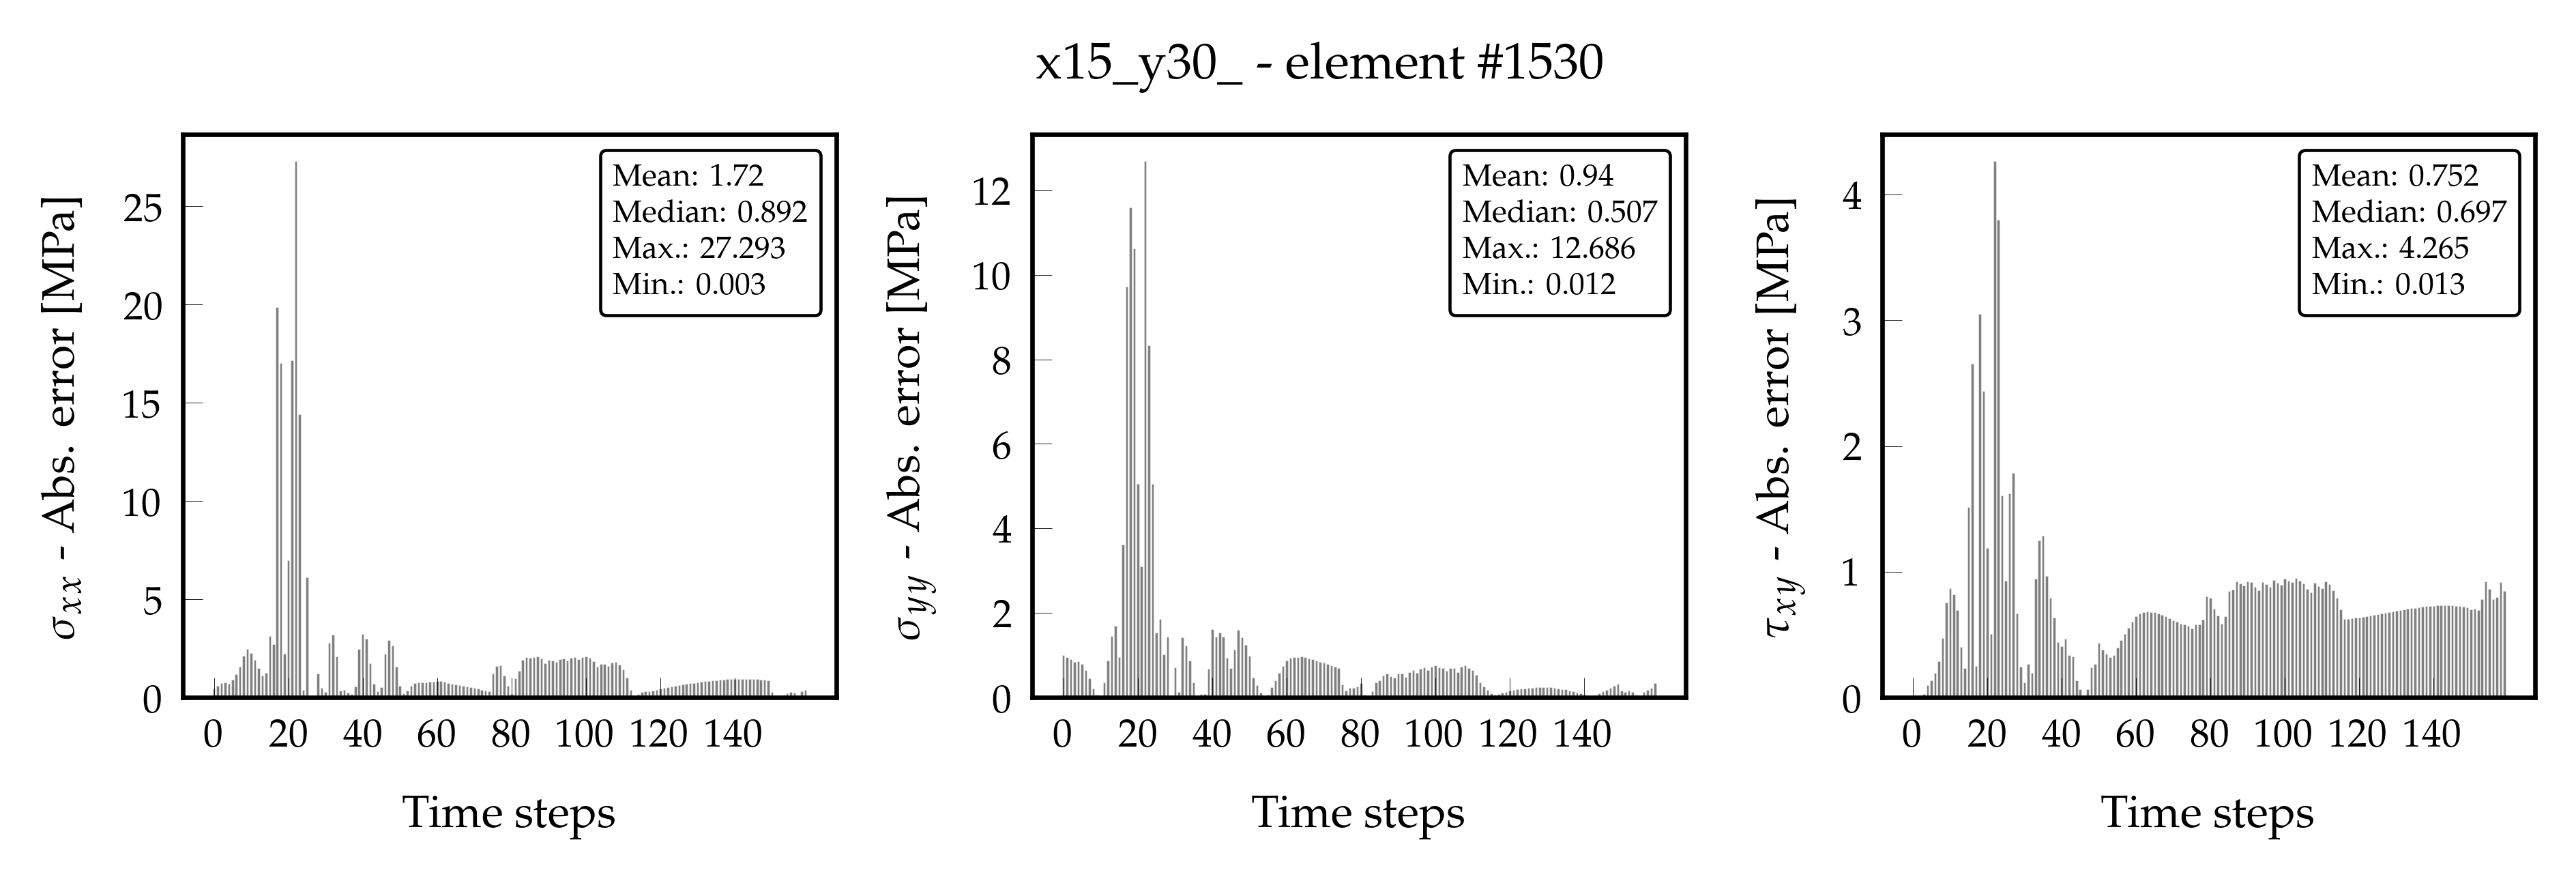 x15_y30_ - element #1530
σxx - Abs. error [MPa]
25
20
15
10
5
0
Mean: 1.72
Median: 0.892
Max.: 27.293
Min.: 0.003
0 20 40 60 80 100 120 140
Time steps
σyy - Abs. error [MPa]
12
10
8
6
4
2
0
Mean: 0.94
Median: 0.507
Max.: 12.686
Min.: 0.012
0 20 40 60 80 100 120 140
Time steps
τxy - Abs. error [MPa]
4
3
2
1
0
Mean: 0.752
Median: 0.697
Max.: 4.265
Min.: 0.013
0 20 40 60 80 100 120 140
Time steps